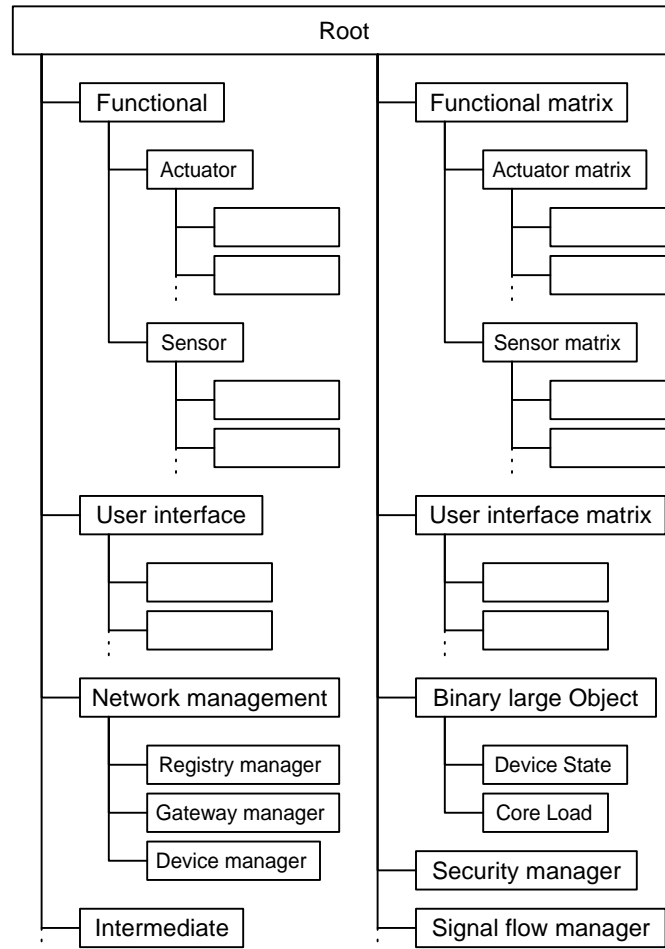 Root
Functional
Actuator
Sensor
User interface
Network management
Registry manager
Gateway manager
Device manager
Intermediate
Functional matrix
Actuator matrix
Sensor matrix
User interface matrix
Binary large Object
Device State
Core Load
Security manager
Signal flow manager